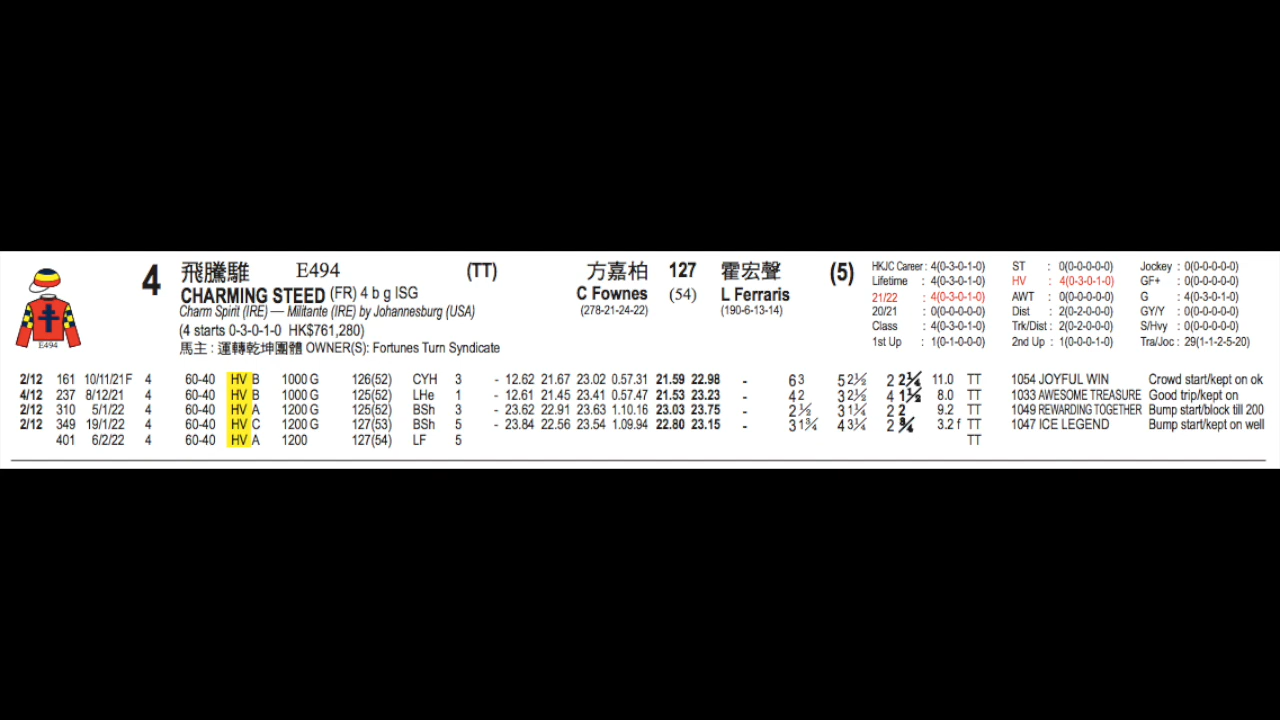 4 飛騰騅 E494 (TT) 方嘉柏 127 霍宏聲 (5)
CHARMING STEED (FR) 4 b g ISG C Fownes (54) L Ferraris
Charm Spirit (IRE) — Militante (IRE) by Johannesburg (USA) (278-21-24-22) (190-6-13-14)
(4 starts 0-3-0-1-0 HK$761,280)
馬主 : 運轉乾坤團體 OWNER(S): Fortunes Turn Syndicate
E494
HKJC Career : 4(0-3-0-1-0) ST : 0(0-0-0-0-0) Jockey : 0(0-0-0-0-0)
Lifetime : 4(0-3-0-1-0) HV : 4(0-3-0-1-0) GF+ : 0(0-0-0-0-0)
21/22 : 4(0-3-0-1-0) AWT : 0(0-0-0-0-0) G : 4(0-3-0-1-0)
20/21 : 0(0-0-0-0-0) Dist : 2(0-2-0-0-0) GY/Y : 0(0-0-0-0-0)
Class : 4(0-3-0-1-0) Trk/Dist : 2(0-2-0-0-0) S/Hvy : 0(0-0-0-0-0)
1st Up : 1(0-1-0-0-0) 2nd Up : 1(0-0-0-1-0) Tra/Joc : 29(1-1-2-5-20)
2/12 161 10/11/21F 4 60-40 HV B 1000 G 126(52) CYH 3 - 12.62 21.67 23.02 0.57.31 21.59 22.98 - 6 3 5 2½ 2 2¼ 11.0 TT 1054 JOYFUL WIN Crowd start/kept on ok
4/12 237 8/12/21 4 60-40 HV B 1000 G 125(52) LHe 1 - 12.61 21.45 23.41 0.57.47 21.53 23.23 - 4 2 3 2½ 4 1½ 8.0 TT 1033 AWESOME TREASURE Good trip/kept on
2/12 310 5/1/22 4 60-40 HV A 1200 G 125(52) BSh 3 - 23.62 22.91 23.63 1.10.16 23.03 23.75 - 2 ½ 3 1¼ 2 2 9.2 TT 1049 REWARDING TOGETHER Bump start/block till 200
2/12 349 19/1/22 4 60-40 HV C 1200 G 127(53) BSh 5 - 23.84 22.56 23.54 1.09.94 22.80 23.15 - 3 1¾ 4 3¼ 2 ¾ 3.2 f TT 1047 ICE LEGEND Bump start/kept on well
401 6/2/22 4 60-40 HV A 1200 127(54) LF 5 TT